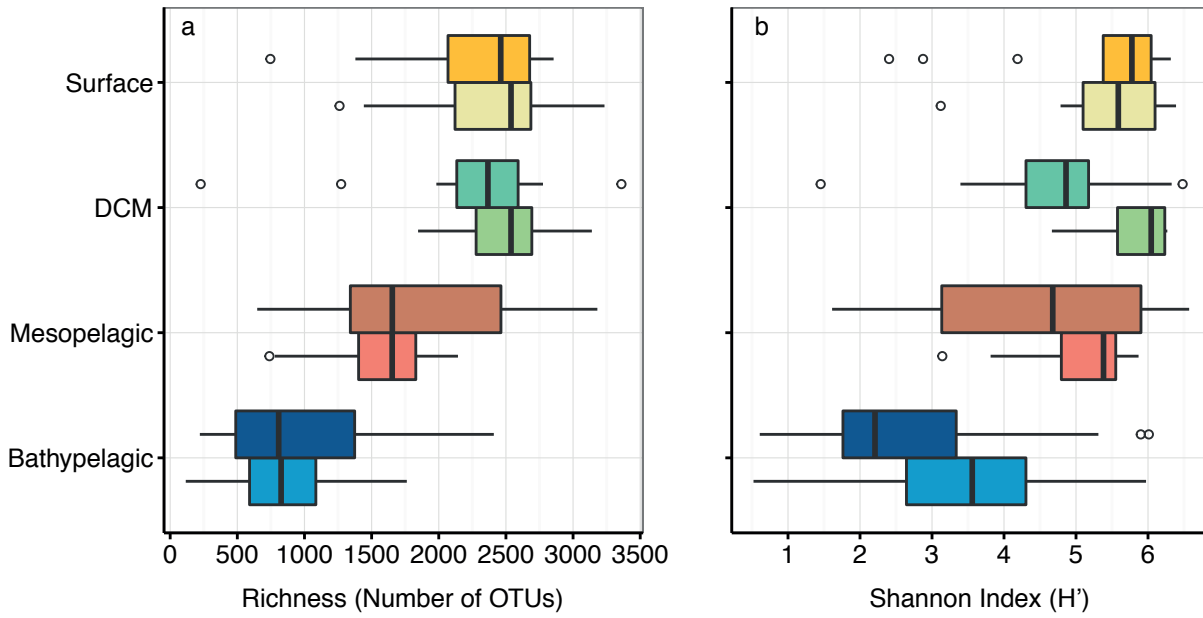 a
b
Surface
DCM
Mesopelagic
Bathypelagic
0 500 1000 1500 2000 2500 3000 3500
1 2 3 4 5 6
Richness (Number of OTUs)
Shannon Index (H’)